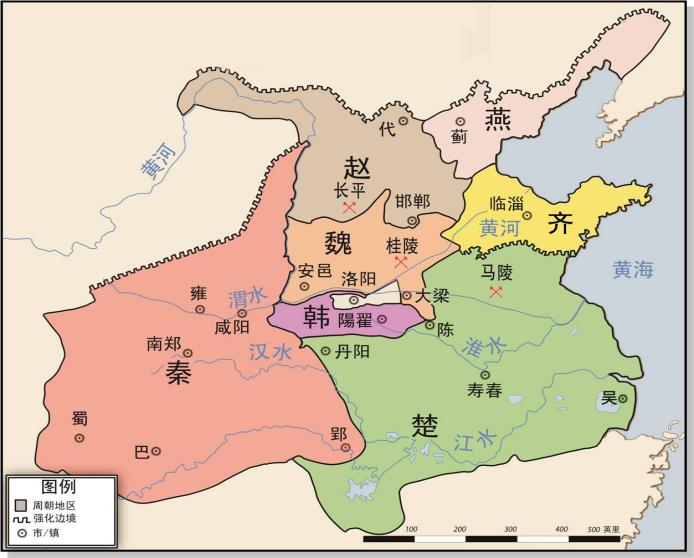 燕
代
蓟
黄河
赵
长平
邯郸
临淄
齐
黄河
魏
桂陵
马陵
黄海
安邑
洛阳
大梁
雍
渭水
咸阳
韩
陽翟
陈
南郑
汉水
丹阳
淮水
秦
寿春
吴
蜀
楚
江水
巴
郢
图例
周朝地区
强化边境
市/镇
100 200 300 400 500 英里